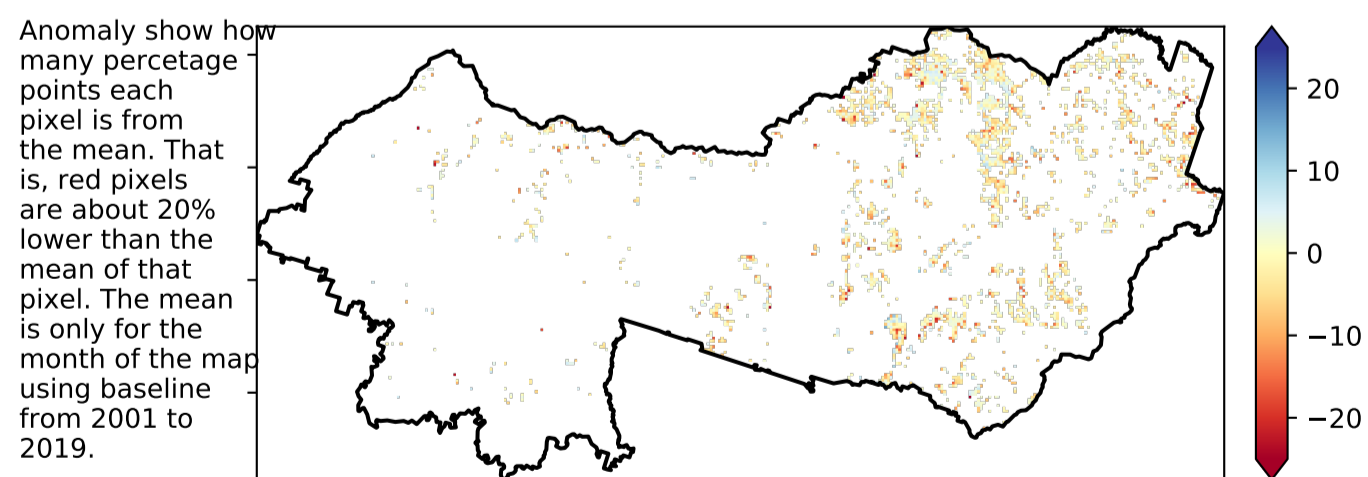 Anomaly show how
many percetage
points each
pixel is from
the mean. That
is, red pixels
are about 20%
lower than the
mean of that
pixel. The mean
is only for the
month of the map
using baseline
from 2001 to
2019.
20
10
0
−10
−20